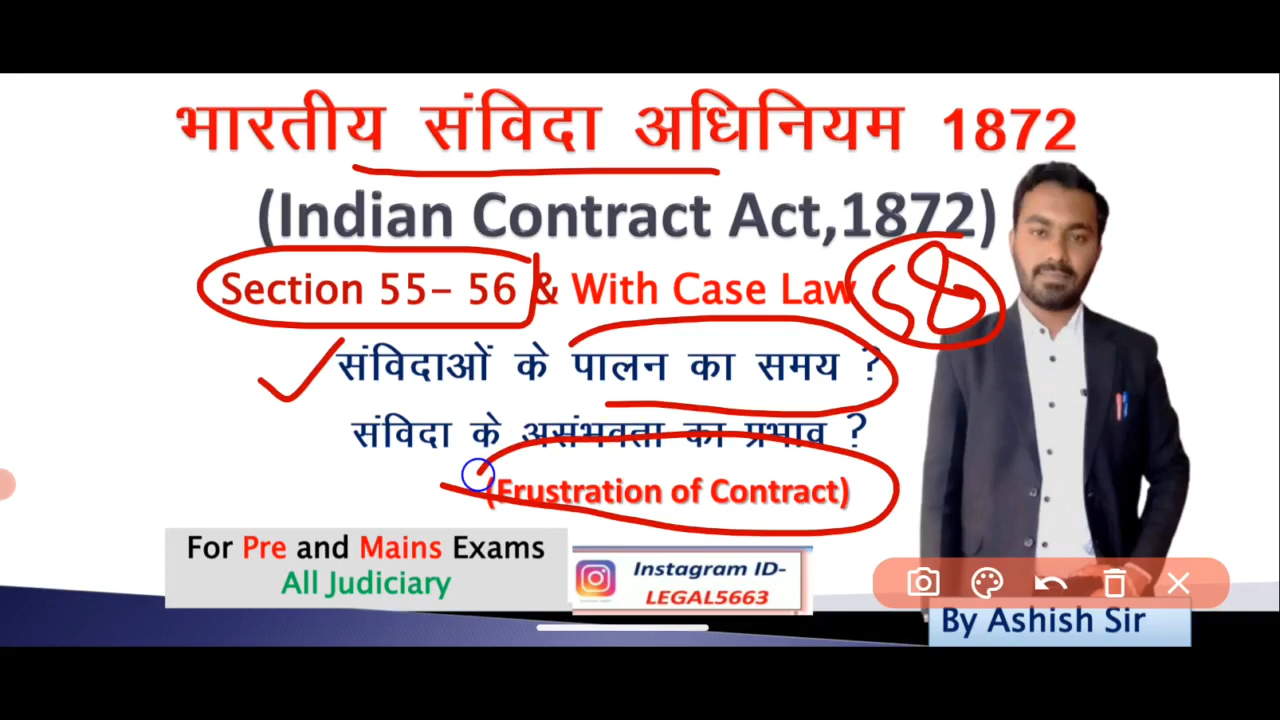 भारतीय संविदा अधिनियम 1872
(Indian Contract Act,1872)
Section 55- 56 & With Case Law
58
संविदाओं के पालन का समय ?
संविदा के असंभवता का प्रभाव ?
(Frustration of Contract)
For Pre and Mains Exams
All Judiciary
Instagram ID-
LEGAL5663
By Ashish Sir